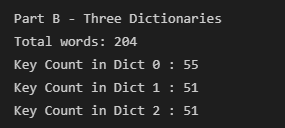 Part B - Three Dictionaries
Total words: 204
Key Count in Dict 0 : 55
Key Count in Dict 1 : 51
Key Count in Dict 2 : 51